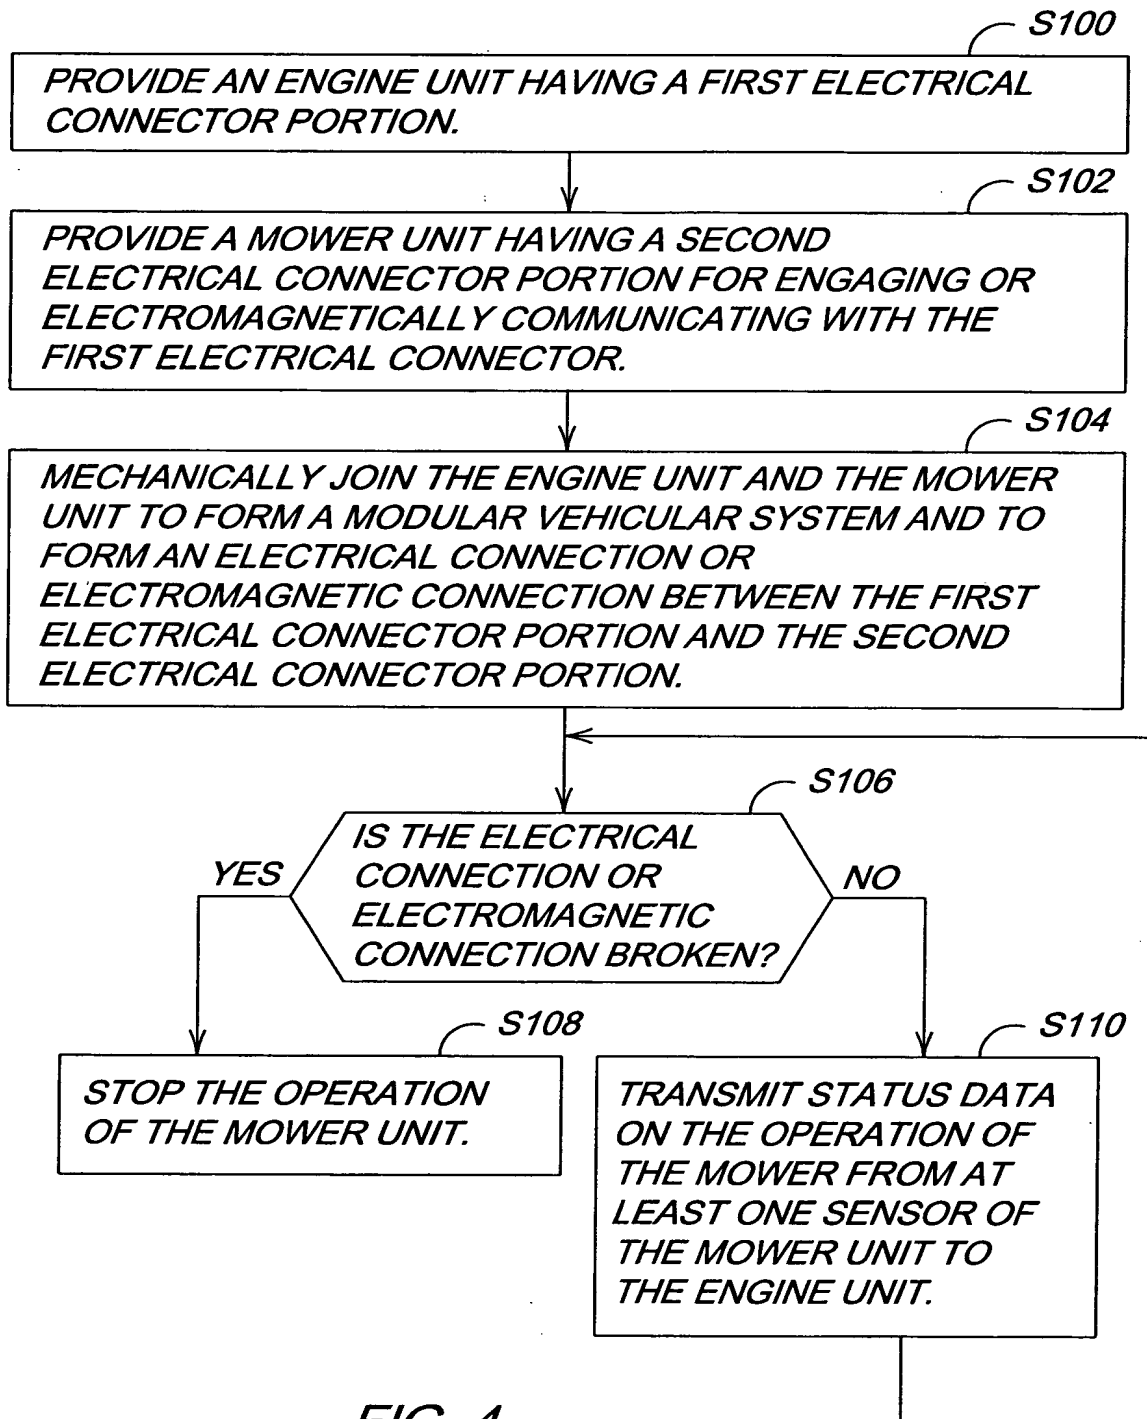 S100
PROVIDE AN ENGINE UNIT HAVING A FIRST ELECTRICAL
CONNECTOR PORTION.
S102
PROVIDE A MOWER UNIT HAVING A SECOND
ELECTRICAL CONNECTOR PORTION FOR ENGAGING OR
ELECTROMAGNETICALLY COMMUNICATING WITH THE
FIRST ELECTRICAL CONNECTOR.
S104
MECHANICALLY JOIN THE ENGINE UNIT AND THE MOWER
UNIT TO FORM A MODULAR VEHICULAR SYSTEM AND TO
FORM AN ELECTRICAL CONNECTION OR
ELECTROMAGNETIC CONNECTION BETWEEN THE FIRST
ELECTRICAL CONNECTOR PORTION AND THE SECOND
ELECTRICAL CONNECTOR PORTION.
S106
IS THE ELECTRICAL
CONNECTION OR
ELECTROMAGNETIC
CONNECTION BROKEN?
YES
NO
S108
STOP THE OPERATION
OF THE MOWER UNIT.
S110
TRANSMIT STATUS DATA
ON THE OPERATION OF
THE MOWER FROM AT
LEAST ONE SENSOR OF
THE MOWER UNIT TO
THE ENGINE UNIT.
FIG. 4